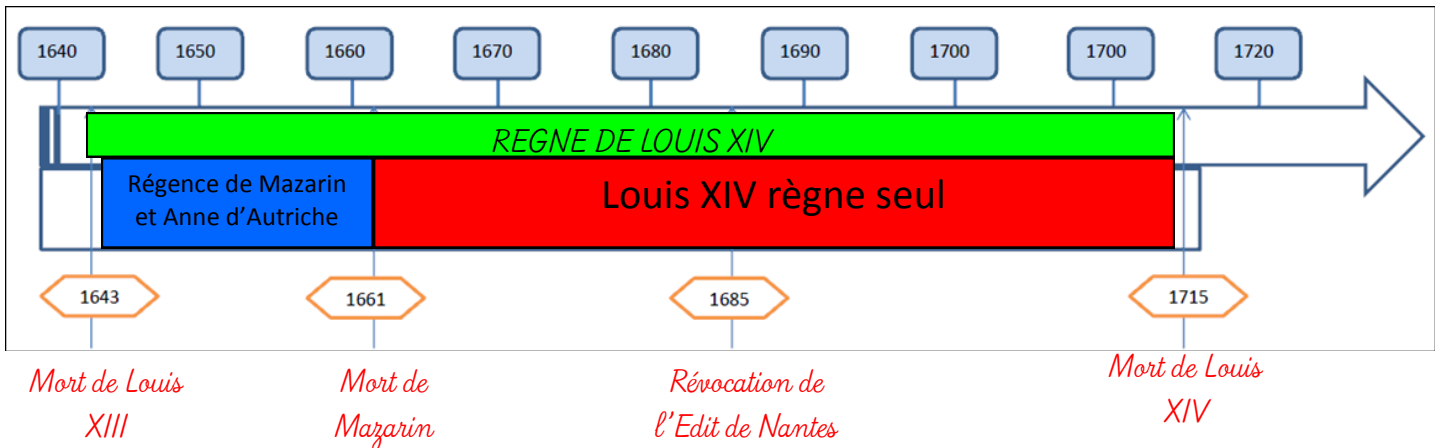 1640
1650
1660
1670
1680
1690
1700
1700
1720
REGNE DE LOUIS XIV
Régence de Mazarin
et Anne d’Autriche
Louis XIV règne seul
1643
1661
1685
1715
Mort de Louis
XIII
Mort de
Mazarin
Révocation de
l’Edit de Nantes
Mort de Louis
XIV